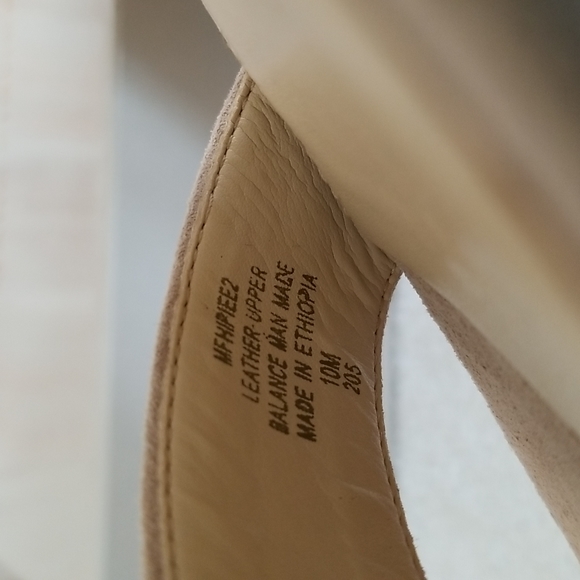 MFHIPIEE2
LEATHER-UPPER
BALANCE MAN MADE
MADE IN ETHIOPIA
10M
205